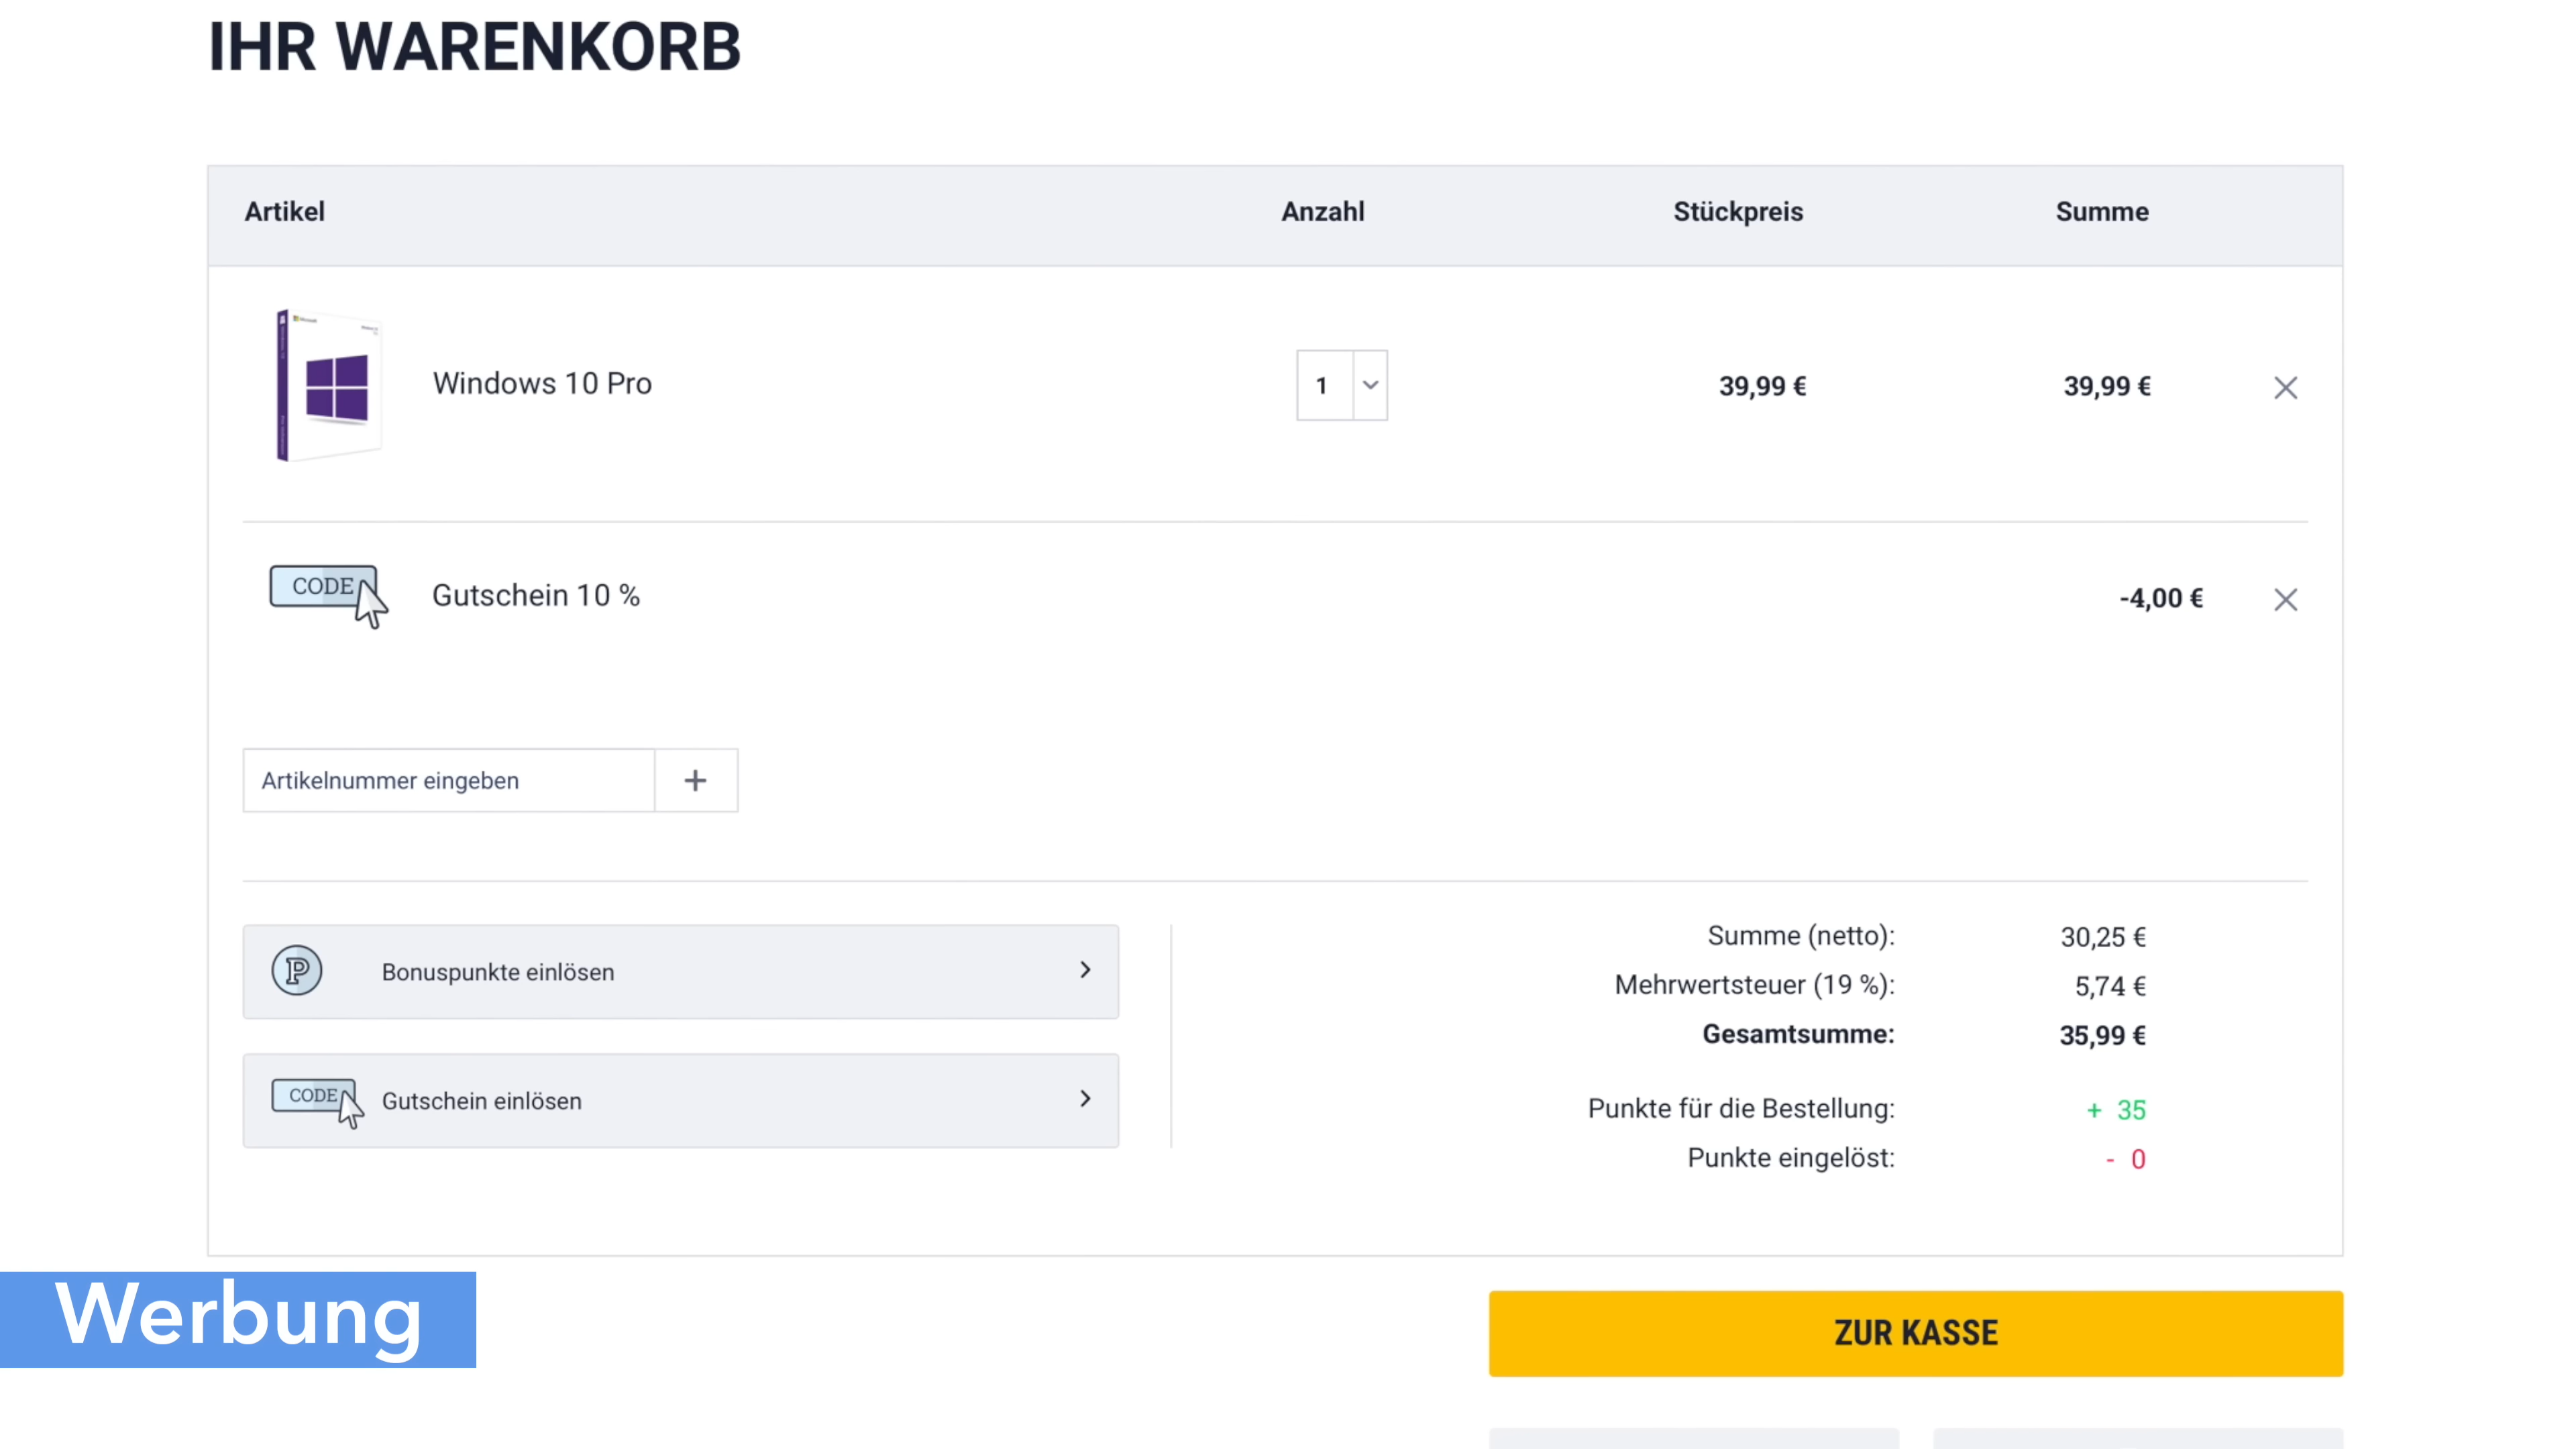 IHR WARENKORB
Artikel Anzahl Stückpreis Summe
Windows 10 Pro 1 39,99 € 39,99 €
CODE Gutschein 10 % -4,00 €
Artikelnummer eingeben
Summe (netto): 30,25 €
P Bonuspunkte einlösen
Mehrwertsteuer (19 %): 5,74 €
Gesamtsumme: 35,99 €
CODE Gutschein einlösen
Punkte für die Bestellung: + 35
Punkte eingelöst: - 0
Werbung
ZUR KASSE